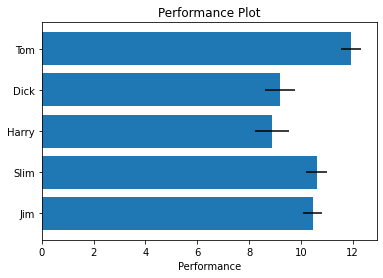 Performance Plot
Tom
Dick
Harry
Slim
Jim
0 2 4 6 8 10 12
Performance